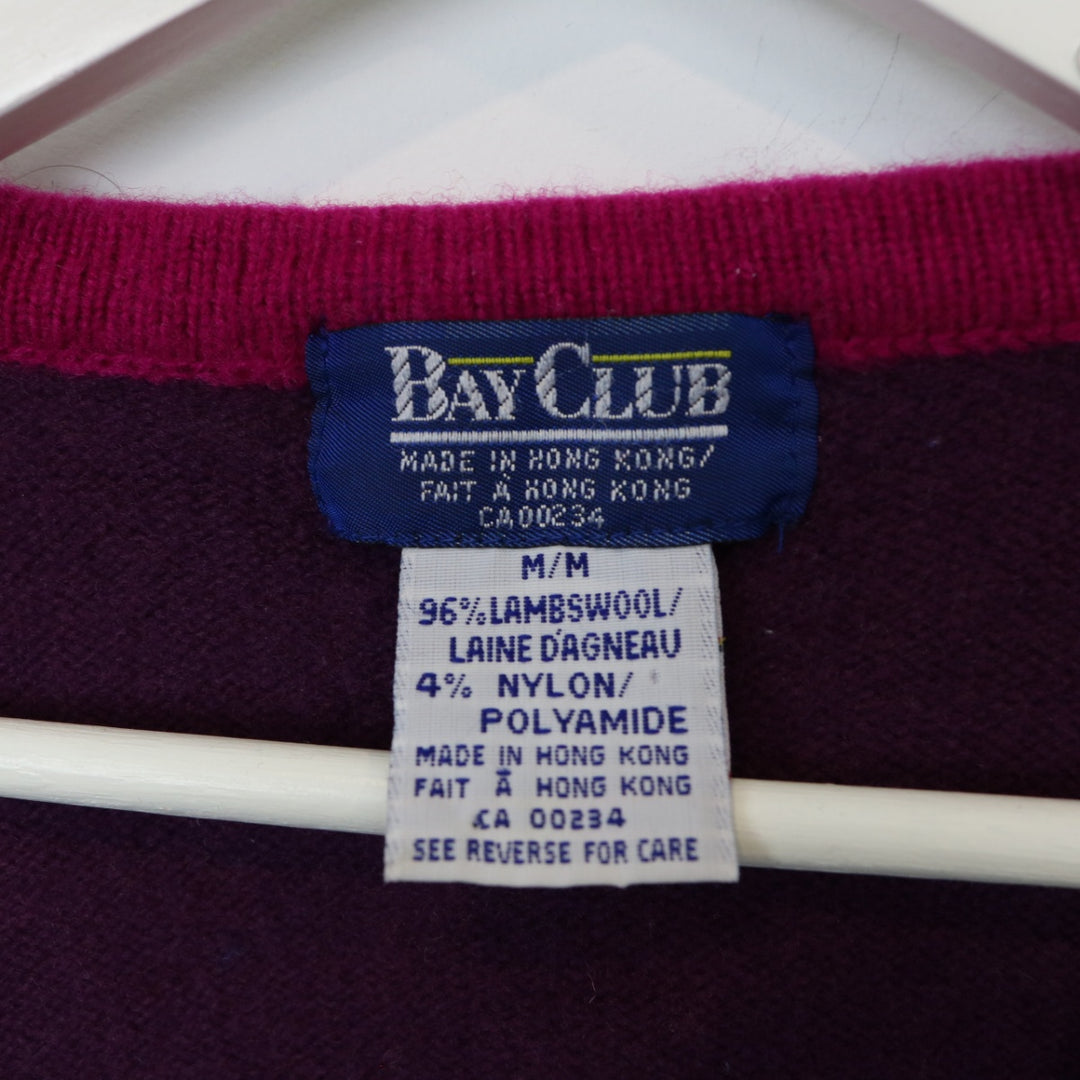 BAY CLUB
MADE IN HONG KONG/
FAIT À HONG KONG
CA00234
M/M
96% LAMBSWOOL/
LAINE D'AGNEAU
4% NYLON/
POLYAMIDE
MADE IN HONG KONG
FAIT À HONG KONG
CA 00234
SEE REVERSE FOR CARE